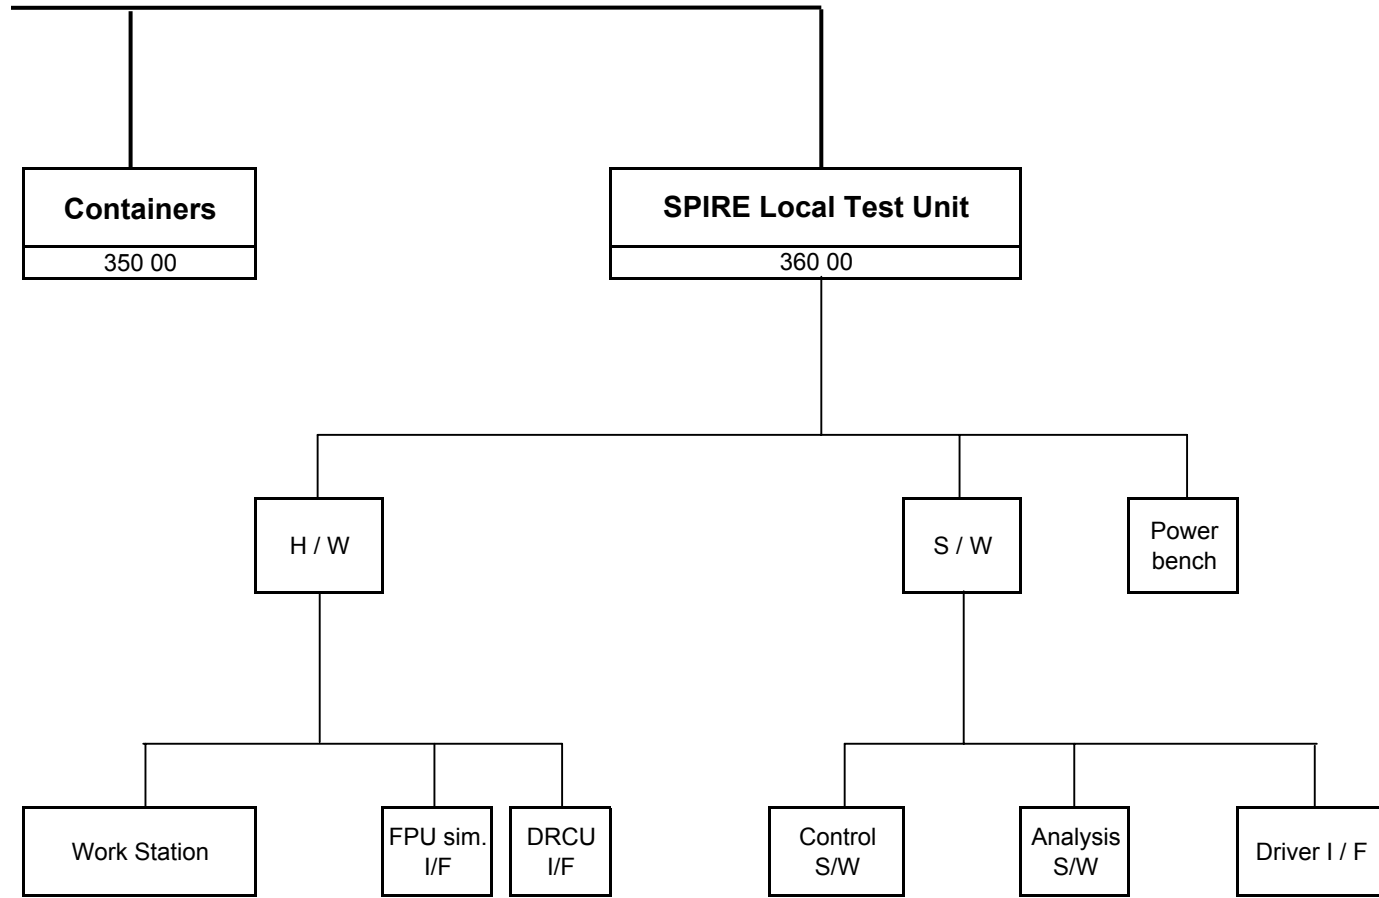 Containers
350 00
SPIRE Local Test Unit
360 00
H / W
S / W
Power
bench
Work Station
FPU sim.
I/F
DRCU
I/F
Control
S/W
Analysis
S/W
Driver I / F